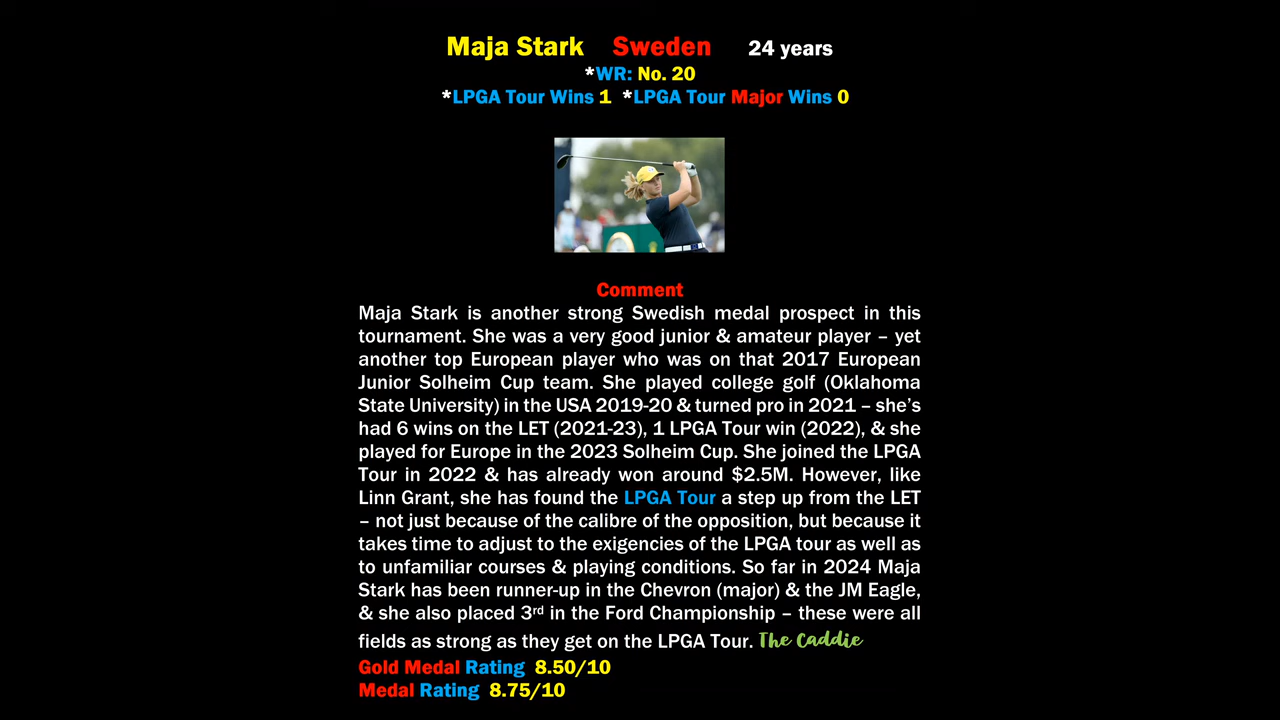 Maja Stark Sweden 24 years
*WR: No. 20
*LPGA Tour Wins 1 *LPGA Tour Major Wins 0
Comment
Maja Stark is another strong Swedish medal prospect in this
tournament. She was a very good junior & amateur player – yet
another top European player who was on that 2017 European
Junior Solheim Cup team. She played college golf (Oklahoma
State University) in the USA 2019-20 & turned pro in 2021 – she's
had 6 wins on the LET (2021-23), 1 LPGA Tour win (2022), & she
played for Europe in the 2023 Solheim Cup. She joined the LPGA
Tour in 2022 & has already won around $2.5M. However, like
Linn Grant, she has found the LPGA Tour a step up from the LET
– not just because of the calibre of the opposition, but because it
takes time to adjust to the exigencies of the LPGA tour as well as
to unfamiliar courses & playing conditions. So far in 2024 Maja
Stark has been runner-up in the Chevron (major) & the JM Eagle,
& she also placed 3rd in the Ford Championship – these were all
fields as strong as they get on the LPGA Tour. The Caddie
Gold Medal Rating 8.50/10
Medal Rating 8.75/10